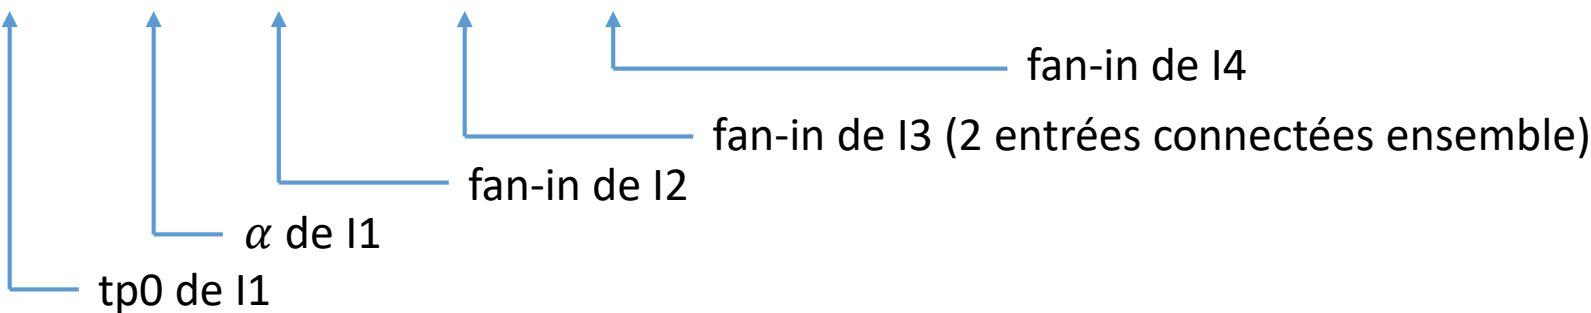 fan-in de I4
fan-in de I3 (2 entrées connectées ensemble)
fan-in de I2
𝛼 de I1
tp0 de I1